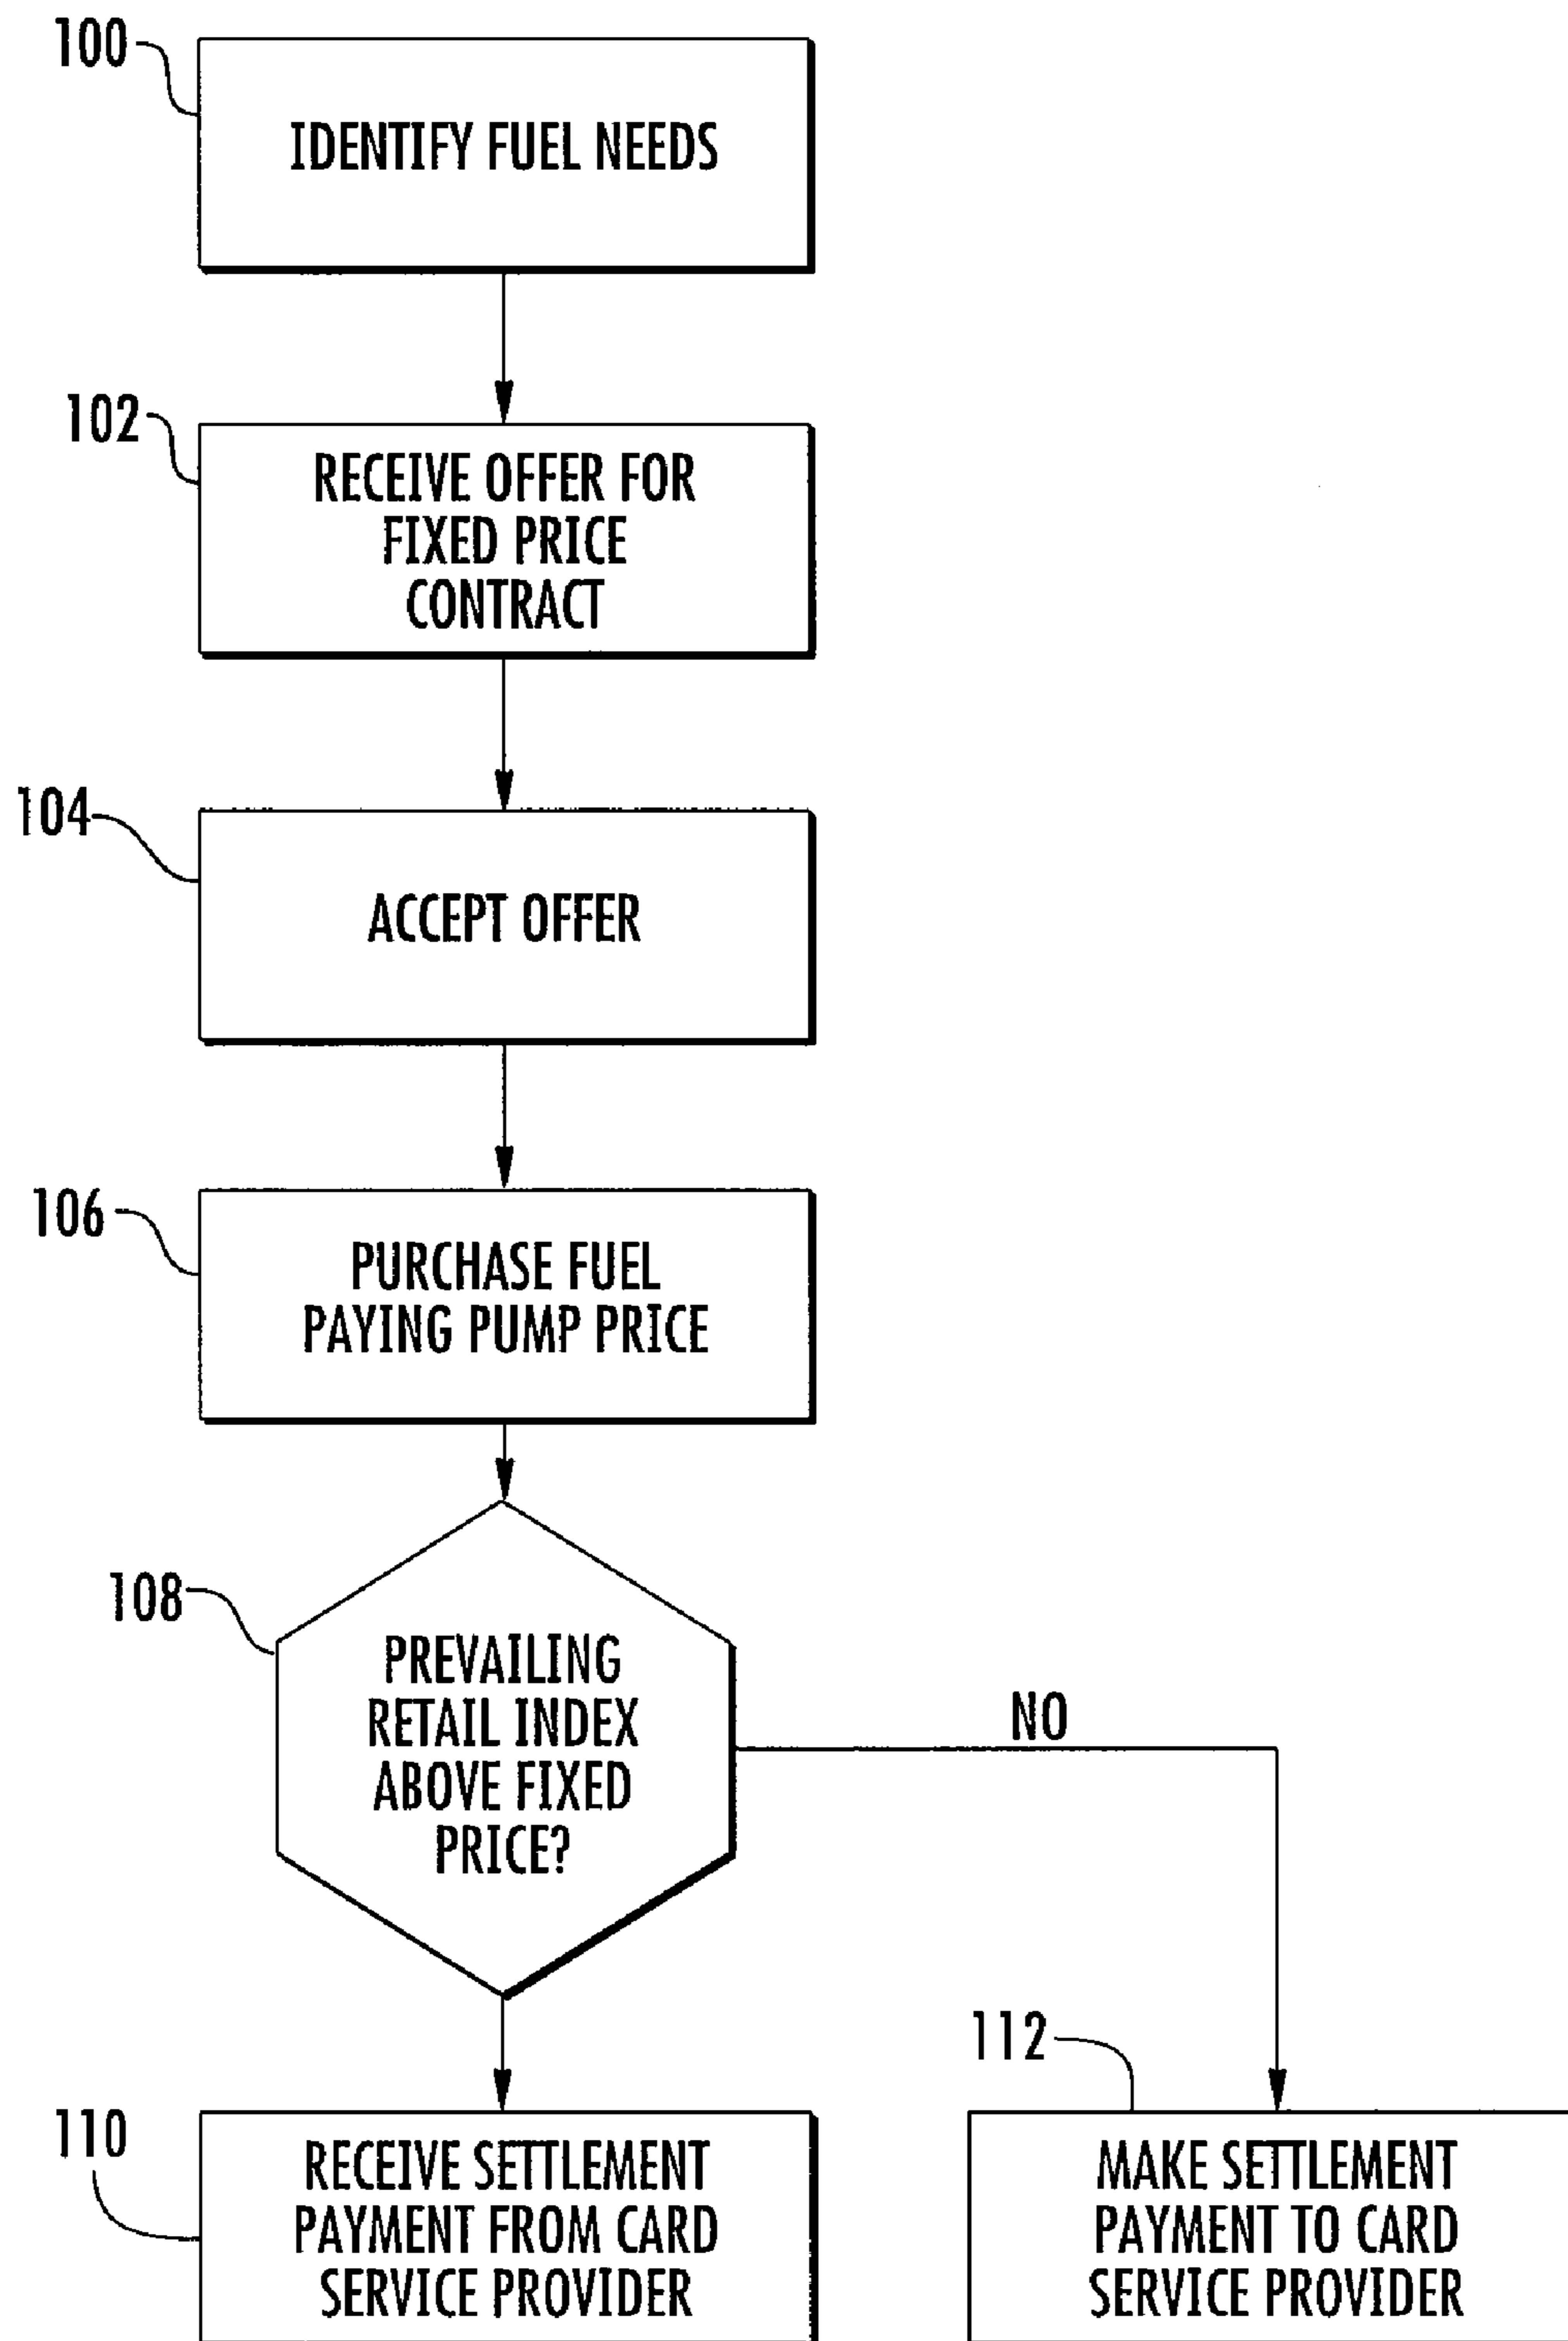 100
IDENTIFY FUEL NEEDS
102
RECEIVE OFFER FOR
FIXED PRICE
CONTRACT
104
ACCEPT OFFER
106
PURCHASE FUEL
PAYING PUMP PRICE
108
PREVAILING
RETAIL INDEX
ABOVE FIXED
PRICE?
NO
110
RECEIVE SETTLEMENT
PAYMENT FROM CARD
SERVICE PROVIDER
112
MAKE SETTLEMENT
PAYMENT TO CARD
SERVICE PROVIDER